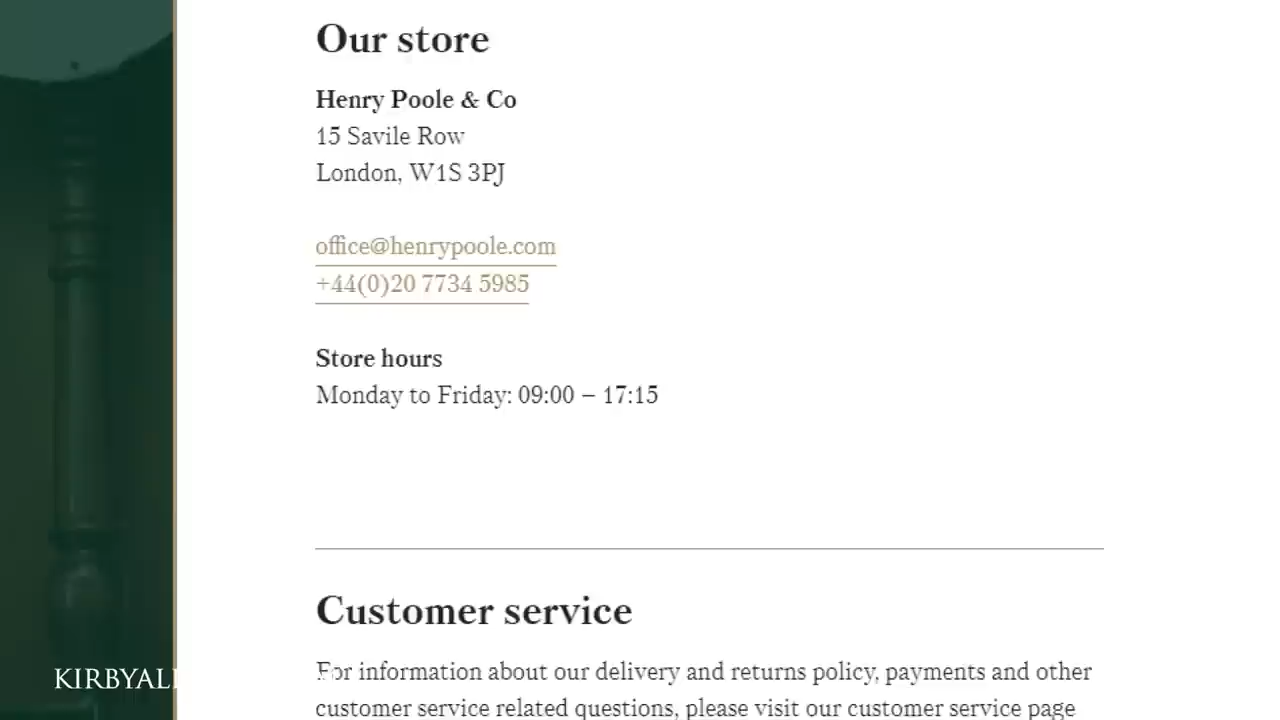 Our store
Henry Poole & Co
15 Savile Row
London, W1S 3PJ
office@henrypoole.com
+44(0)20 7734 5985
Store hours
Monday to Friday: 09:00 – 17:15
Customer service
For information about our delivery and returns policy, payments and other
customer service related questions, please visit our customer service page